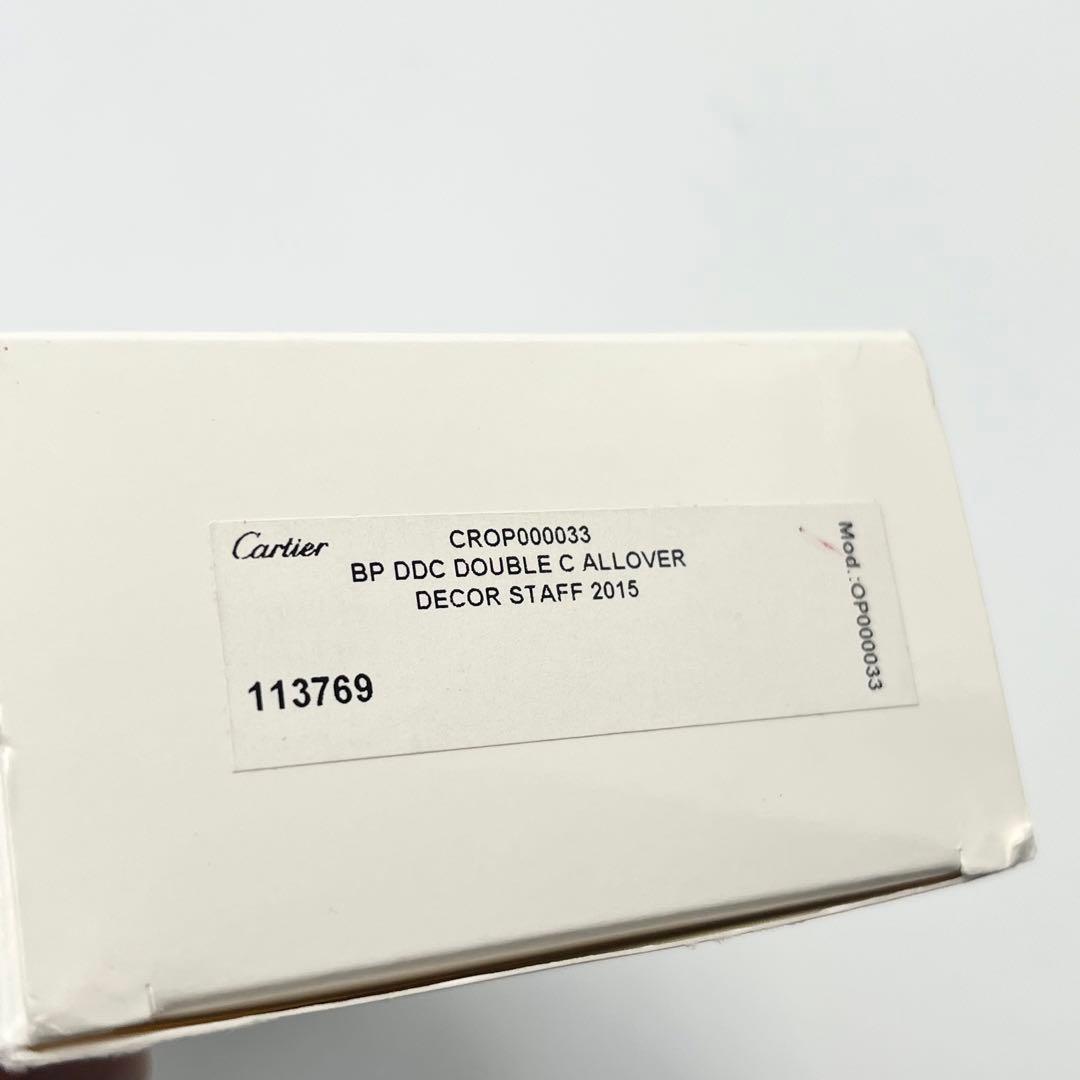 Cartier
CROP000033
BP DDC DOUBLE C ALLOVER
DECOR STAFF 2015
113769
Mod.:OP000033